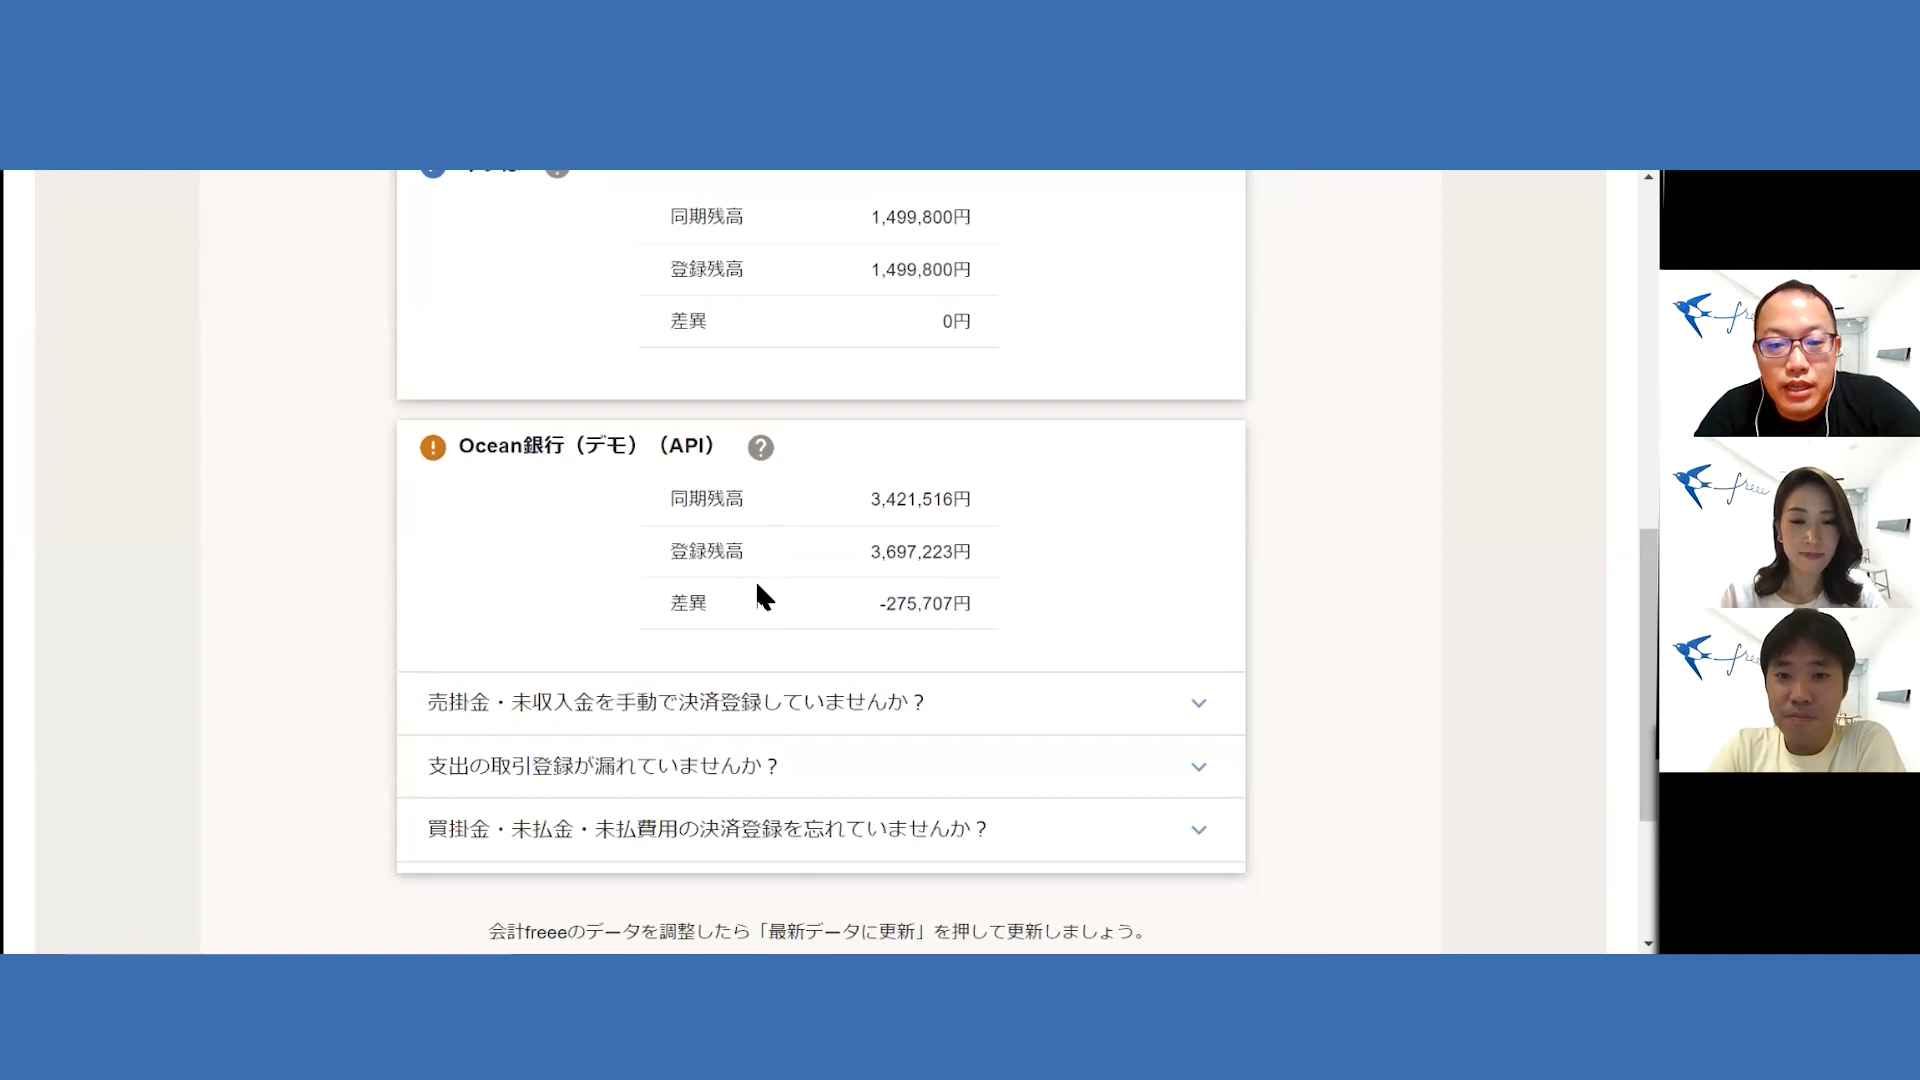 同期残高 1,499,800円
登録残高 1,499,800円
差異 0円
! Ocean銀行（デモ）（API） ?
同期残高 3,421,516円
登録残高 3,697,223円
差異 -275,707円
売掛金・未収入金を手動で決済登録していませんか？
支出の取引登録が漏れていませんか？
買掛金・未払金・未払費用の決済登録を忘れていませんか？
会計freeeのデータを調整したら「最新データに更新」を押して更新しましょう。
freee